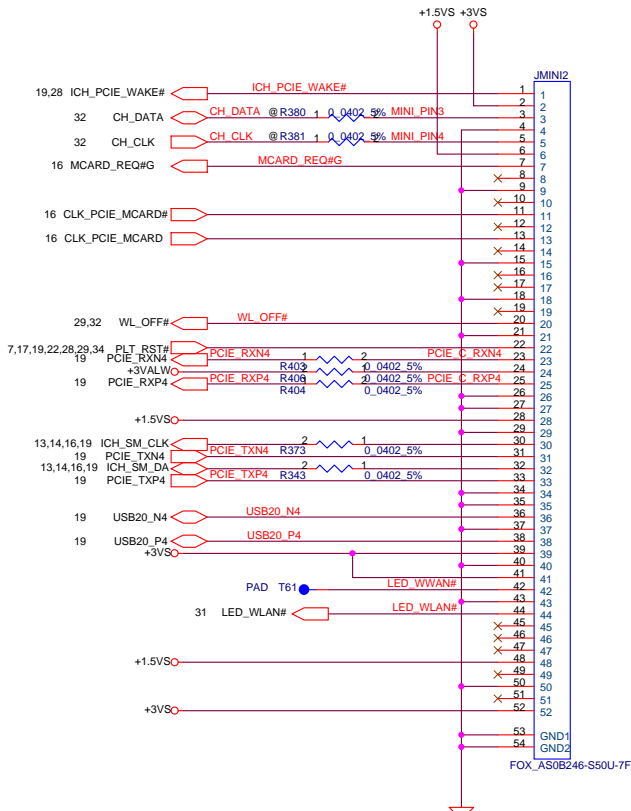 +1.5VS +3VS
JMINI2
19,28 ICH_PCIE_WAKE# ICH_PCIE_WAKE# 1 1
2 2
32 CH_DATA CH_DATA @ R380 1 0_0402_5% 2 MINI_PIN3 3 3
4 4
32 CH_CLK CH_CLK @ R381 1 0_0402_5% 2 MINI_PIN4 5 5
6 6
16 MCARD_REQ#G MCARD_REQ#G 7 7
8 8
9 9
10 10
16 CLK_PCIE_MCARD# 11 11
12 12
16 CLK_PCIE_MCARD 13 13
14 14
15 15
16 16
17 17
18 18
19 19
29,32 WL_OFF# WL_OFF# 20 20
21 21
7,17,19,22,28,29,34 PLT_RST# 22 22
19 PCIE_RXN4 PCIE_RXN4 1 2 PCIE_C_RXN4 23 23
+3VALW R403 2 1 0_0402_5% 24 24
19 PCIE_RXP4 PCIE_RXP4 R406 1 2 0_0402_5% PCIE_C_RXP4 25 25
R404 0_0402_5% 26 26
27 27
+1.5VS 28 28
29 29
13,14,16,19 ICH_SM_CLK 2 1 30 30
19 PCIE_TXN4 PCIE_TXN4 R373 0_0402_5% 31 31
13,14,16,19 ICH_SM_DA 2 1 32 32
19 PCIE_TXP4 PCIE_TXP4 R343 0_0402_5% 33 33
34 34
35 35
19 USB20_N4 USB20_N4 36 36
37 37
19 USB20_P4 USB20_P4 38 38
+3VS 39 39
40 40
41 41
PAD T61 LED_WWAN# 42 42
43 43
31 LED_WLAN# LED_WLAN# 44 44
45 45
46 46
47 47
+1.5VS 48 48
49 49
50 50
51 51
+3VS 52 52
53 GND1
54 GND2
FOX_AS0B246-S50U-7F